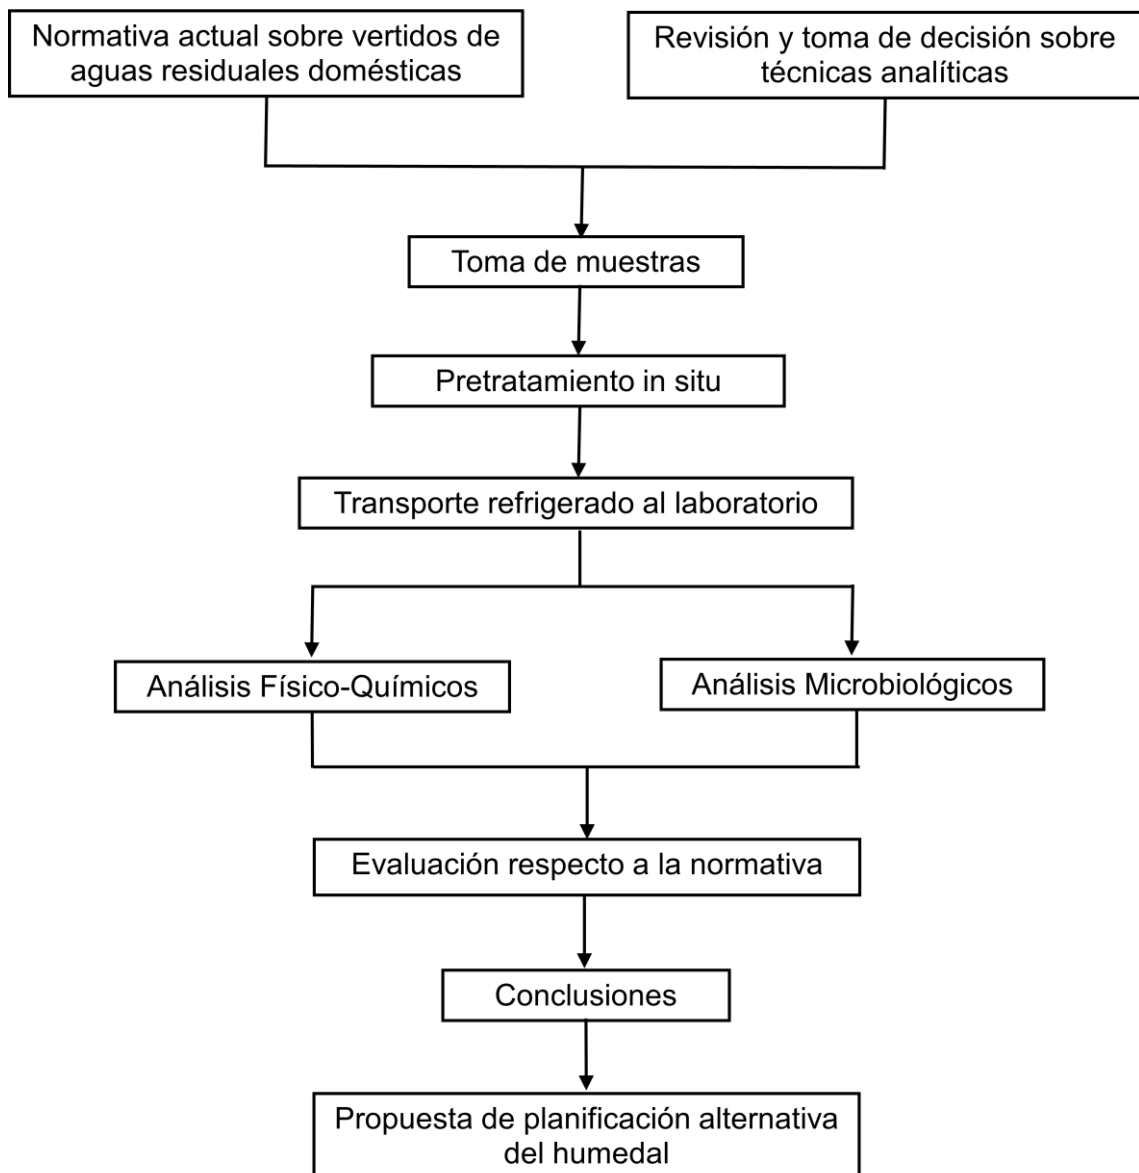 Normativa actual sobre vertidos de
aguas residuales domésticas
Revisión y toma de decisión sobre
técnicas analíticas
Toma de muestras
Pretratamiento in situ
Transporte refrigerado al laboratorio
Análisis Físico-Químicos
Análisis Microbiológicos
Evaluación respecto a la normativa
Conclusiones
Propuesta de planificación alternativa
del humedal